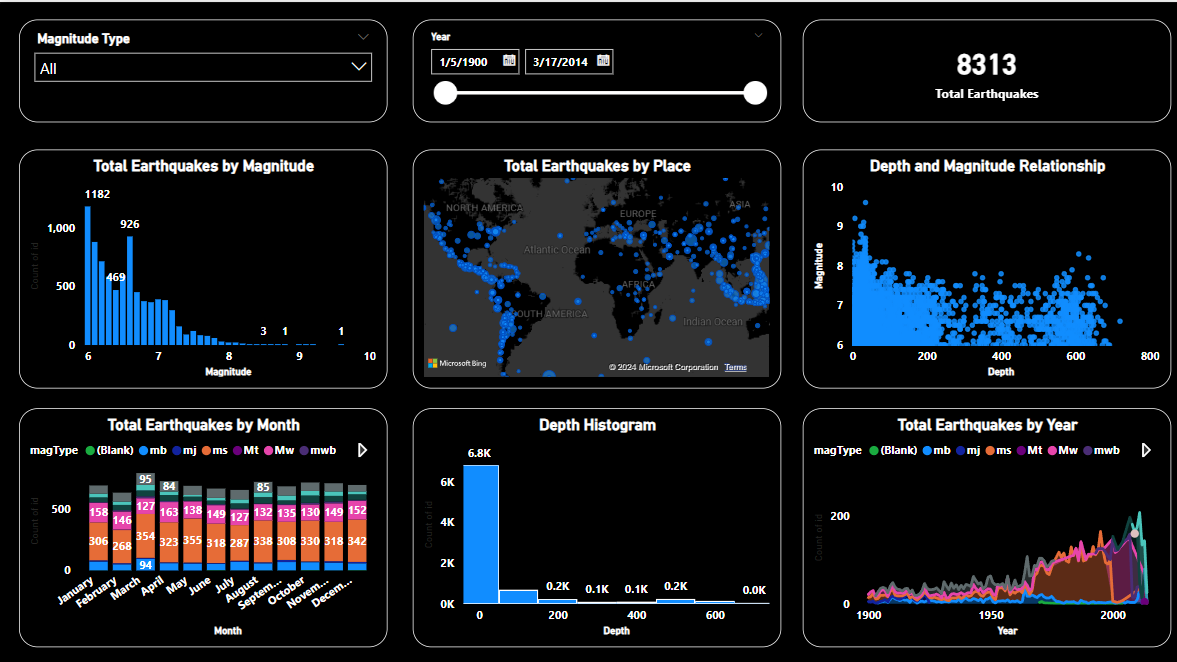 Magnitude Type
All
Year
1/5/1900 3/17/2014
8313
Total Earthquakes
Total Earthquakes by Magnitude
1182
926
469
3 1 1
1,000
500
0
Count of id
6 7 8 9 10
Magnitude
Total Earthquakes by Place
NORTH AMERICA
EUROPE
ASIA
Atlantic Ocean
AFRICA
OUTH AMERICA
Indian Ocean
Microsoft Bing
© 2024 Microsoft Corporation Terms
Depth and Magnitude Relationship
10
9
8
7
6
Magnitude
0 200 400 600 800
Depth
Total Earthquakes by Month
magType (Blank) mb mj ms Mt Mw mwb
95 84 85
158 146 127 163 138 149 127 132 135 130 149 152
306 268 354 323 355 318 287 338 308 330 318 342
94
500
0
Count of id
January February March April May June July August Septem... October Novem... Decem...
Month
Depth Histogram
6.8K
0.2K 0.1K 0.1K 0.2K 0.0K
6K
4K
2K
0K
Count of id
0 200 400 600
Depth
Total Earthquakes by Year
magType (Blank) mb mj ms Mt Mw mwb
200
0
Count of id
1900 1950 2000
Year